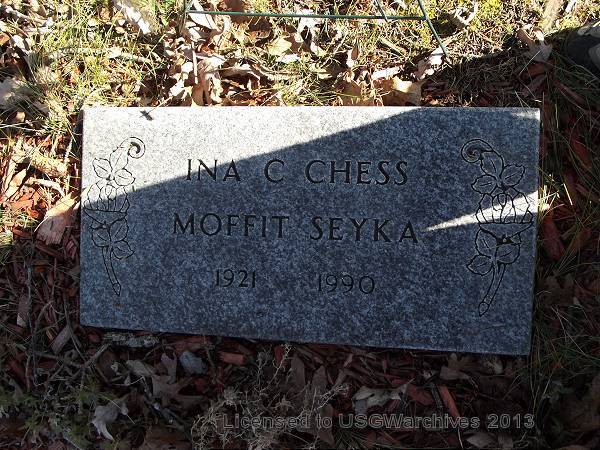 INA C CHESS
MOFFIT SEYKA
1921 1990
Licensed to USGWarchives 2013